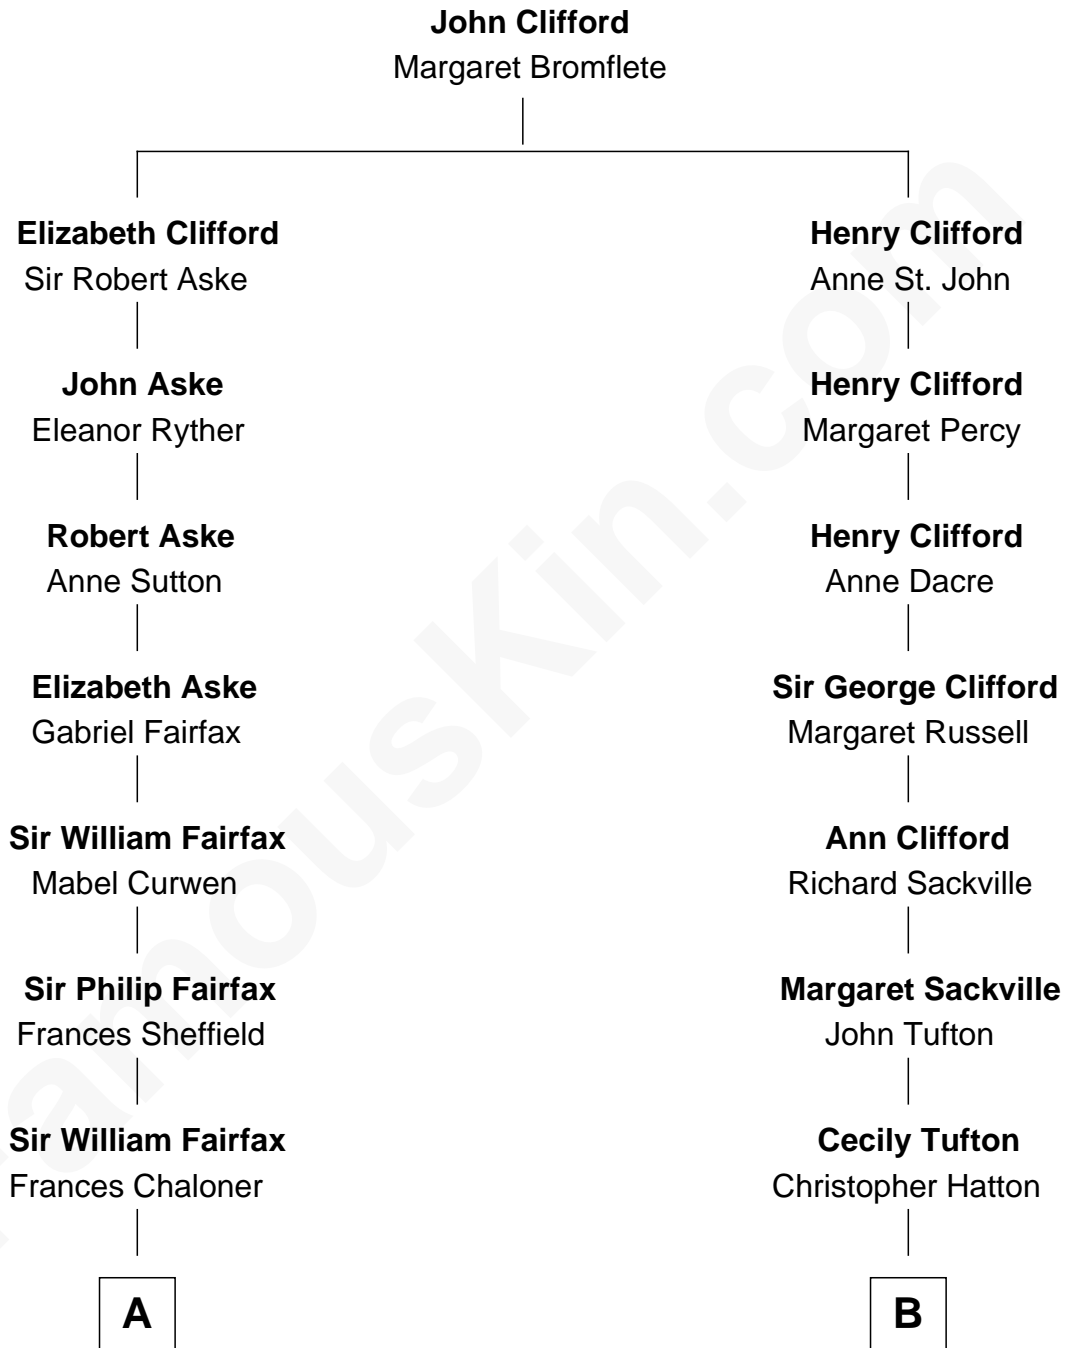 John Clifford
Margaret Bromflete
Elizabeth Clifford
Sir Robert Aske
John Aske
Eleanor Ryther
Robert Aske
Anne Sutton
Elizabeth Aske
Gabriel Fairfax
Sir William Fairfax
Mabel Curwen
Sir Philip Fairfax
Frances Sheffield
Sir William Fairfax
Frances Chaloner
A
Henry Clifford
Anne St. John
Henry Clifford
Margaret Percy
Henry Clifford
Anne Dacre
Sir George Clifford
Margaret Russell
Ann Clifford
Richard Sackville
Margaret Sackville
John Tufton
Cecily Tufton
Christopher Hatton
B
FamousKin.com